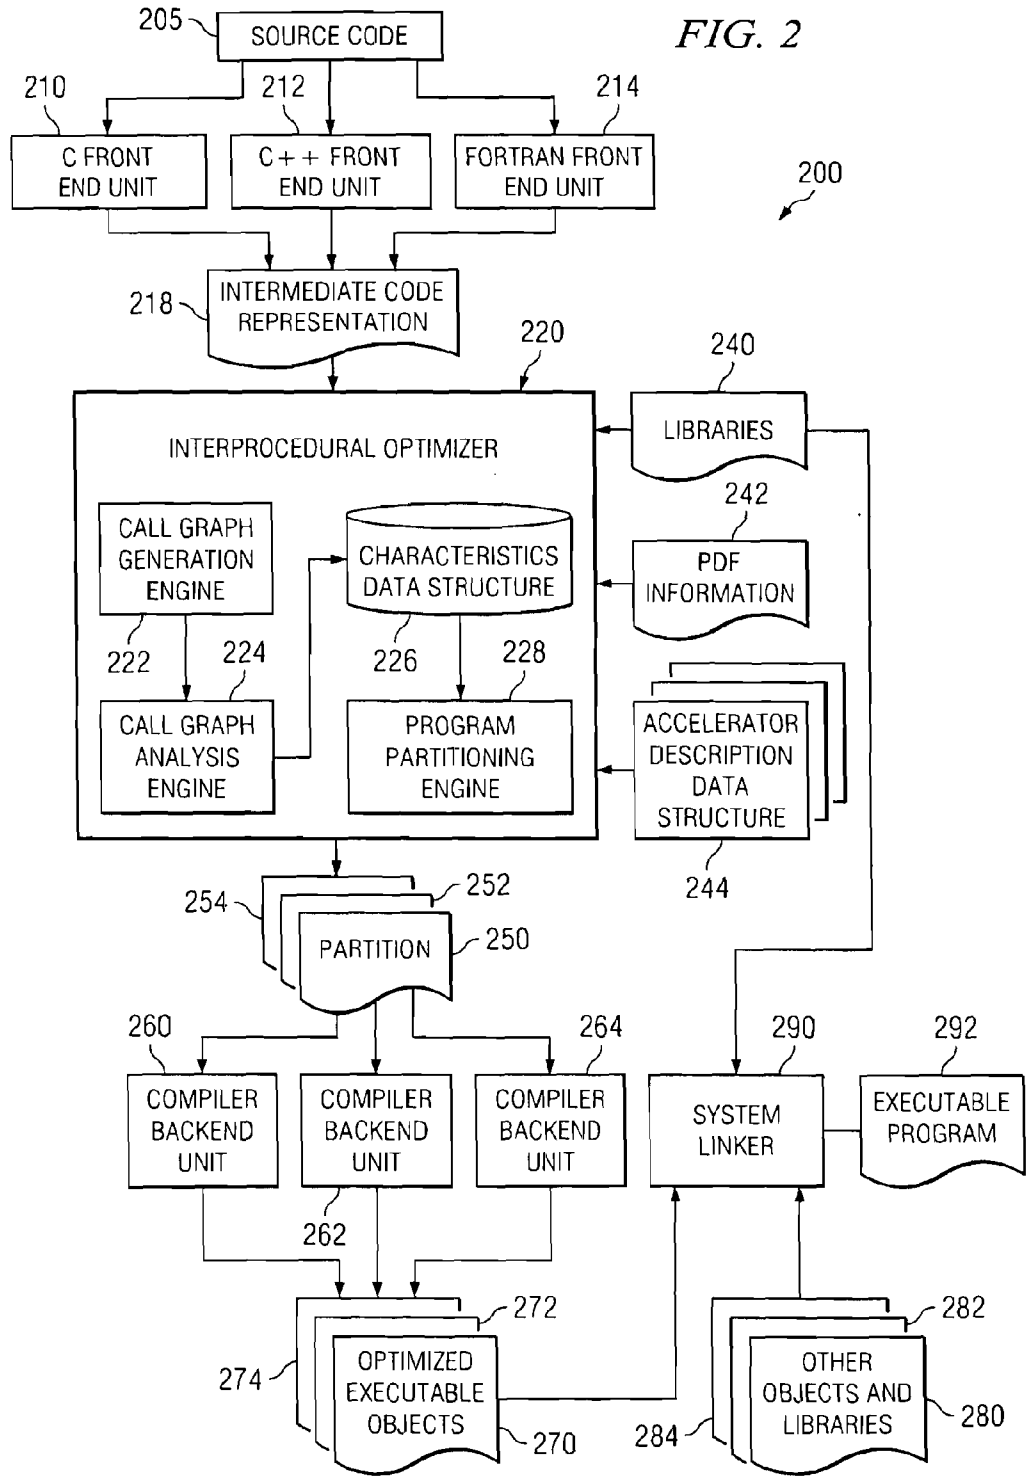 205
SOURCE CODE
FIG. 2
210
212
214
C FRONT
END UNIT
C++ FRONT
END UNIT
FORTRAN FRONT
END UNIT
200
218
INTERMEDIATE CODE
REPRESENTATION
220
240
INTERPROCEDURAL OPTIMIZER
LIBRARIES
CALL GRAPH
GENERATION
ENGINE
222
CHARACTERISTICS
DATA STRUCTURE
226
242
PDF
INFORMATION
224
CALL GRAPH
ANALYSIS
ENGINE
228
PROGRAM
PARTITIONING
ENGINE
ACCELERATOR
DESCRIPTION
DATA
STRUCTURE
244
254
252
PARTITION
250
260
264
290
292
COMPILER
BACKEND
UNIT
COMPILER
BACKEND
UNIT
262
COMPILER
BACKEND
UNIT
SYSTEM
LINKER
EXECUTABLE
PROGRAM
272
274
OPTIMIZED
EXECUTABLE
OBJECTS
270
282
284
OTHER
OBJECTS AND
LIBRARIES
280